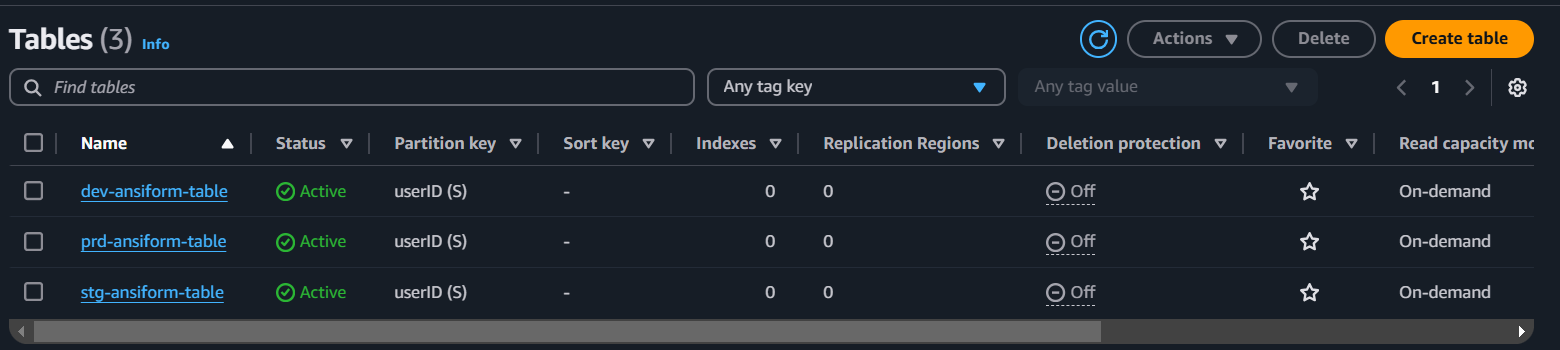 Tables (3) Info Actions Delete Create table
Find tables Any tag key Any tag value 1
Name Status Partition key Sort key Indexes Replication Regions Deletion protection Favorite Read capacity mo
dev-ansiform-table Active userID (S) - 0 0 Off On-demand
prd-ansiform-table Active userID (S) - 0 0 Off On-demand
stg-ansiform-table Active userID (S) - 0 0 Off On-demand